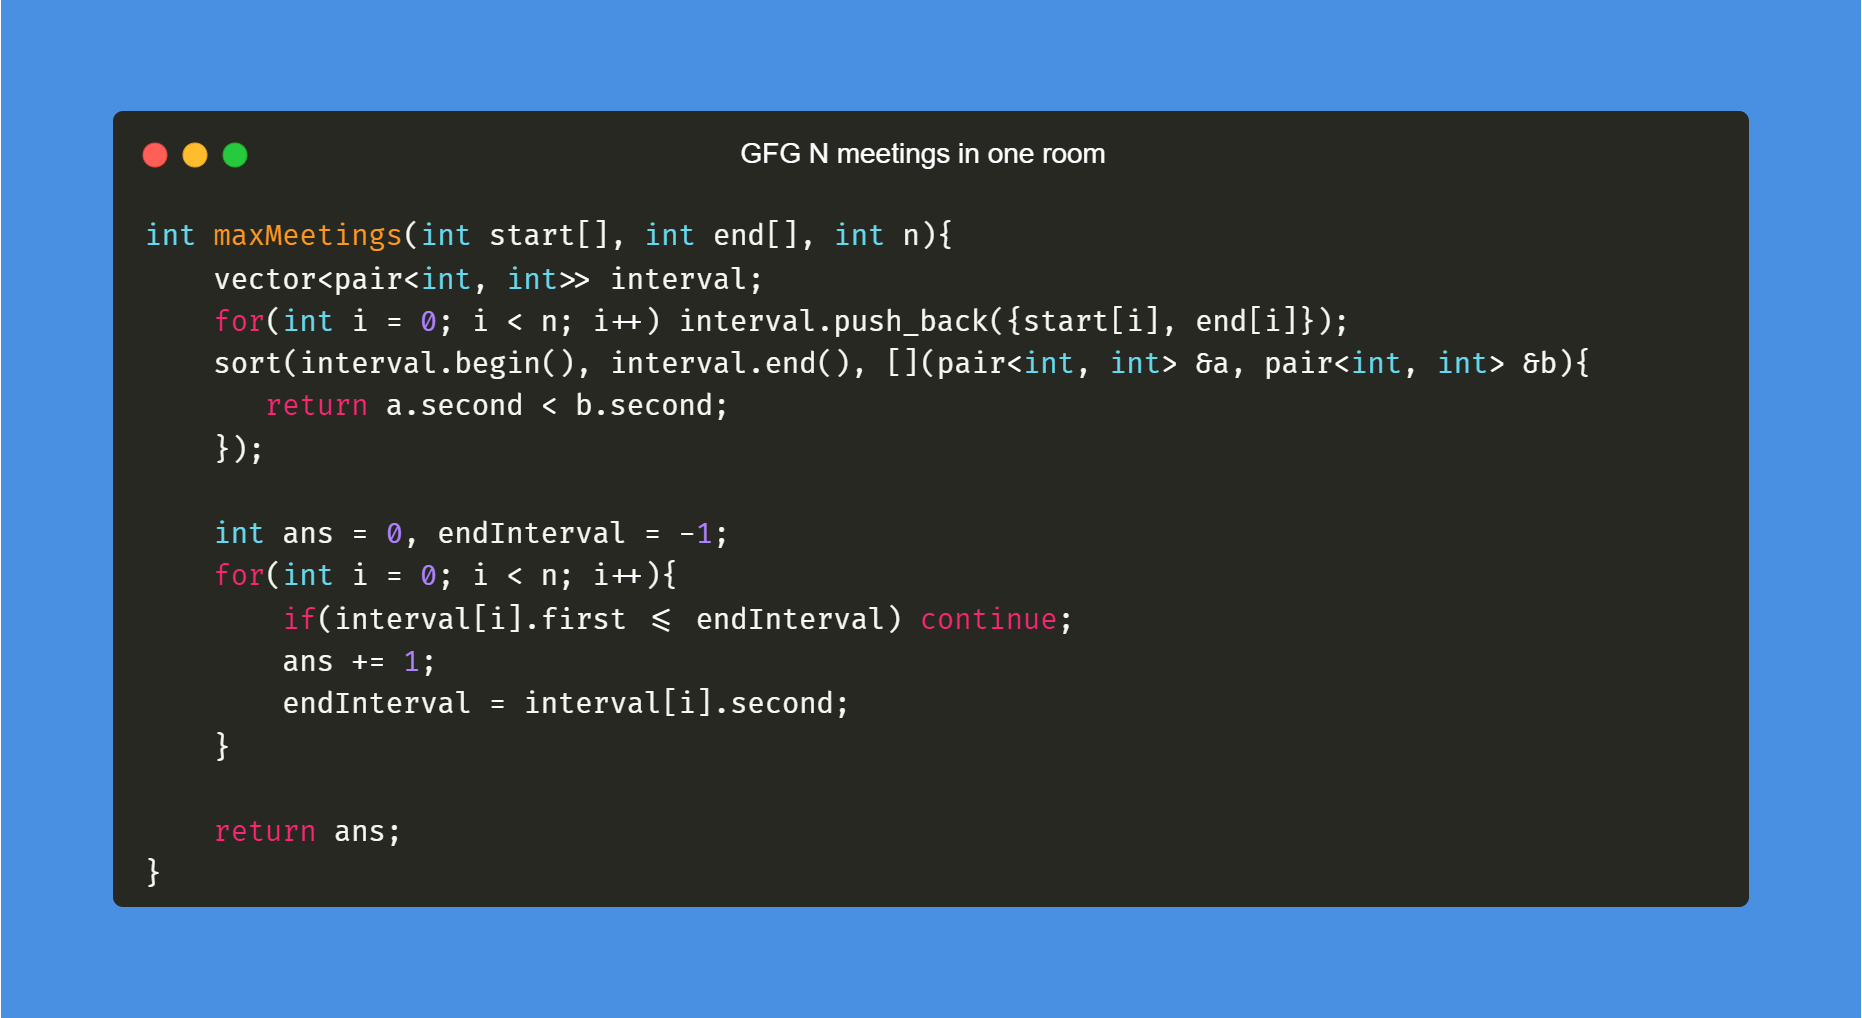 GFG N meetings in one room
int maxMeetings(int start[], int end[], int n){
    vector<pair<int, int>> interval;
    for(int i = 0; i < n; i++) interval.push_back({start[i], end[i]});
    sort(interval.begin(), interval.end(), [](pair<int, int> &a, pair<int, int> &b){
       return a.second < b.second;
    });
    int ans = 0, endInterval = -1;
    for(int i = 0; i < n; i++){
        if(interval[i].first <= endInterval) continue;
        ans += 1;
        endInterval = interval[i].second;
    }
    return ans;
}